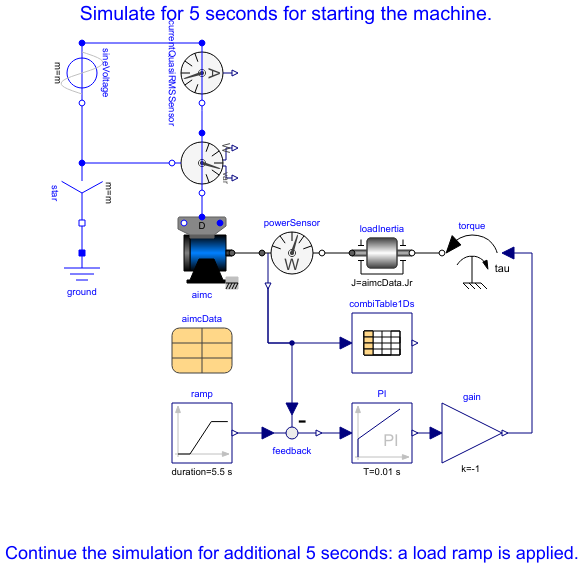 Simulate for 5 seconds for starting the machine.
currentQuasiRMSSensor
sineVoltage
m=m
A
W
var
star
m=m
D
powerSensor
W
loadInertia
torque
tau
ground
aimc
J=aimcData.Jr
combiTable1Ds
aimcData
ramp
PI
gain
PI
feedback
duration=5.5 s
T=0.01 s
k=-1
Continue the simulation for additional 5 seconds: a load ramp is applied.